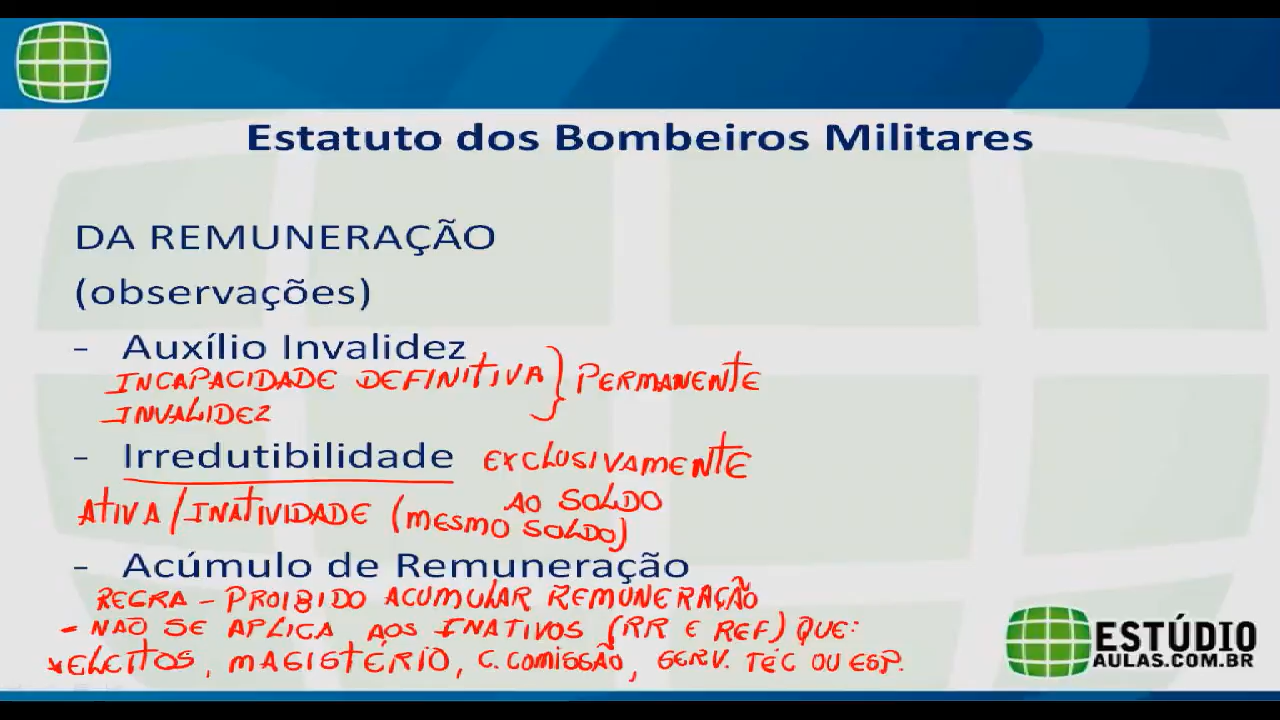 Estatuto dos Bombeiros Militares
DA REMUNERAÇÃO
(observações)
- Auxílio Invalidez
INCAPACIDADE DEFINITIVA } PERMANENTE
INVALIDEZ
- Irredutibilidade EXCLUSIVAMENTE
AO SOLDO
ATIVA/INATIVIDADE (MESMO SOLDO)
- Acúmulo de Remuneração
REGRA - PROIBIDO ACUMULAR REMUNERAÇÃO
- NÃO SE APLICA AOS INATIVOS (RR E REF) QUE:
*ELEITOS, MAGISTÉRIO, C. COMISSÃO, SERV. TÉC OU ESP.
ESTÚDIO
AULAS.COM.BR